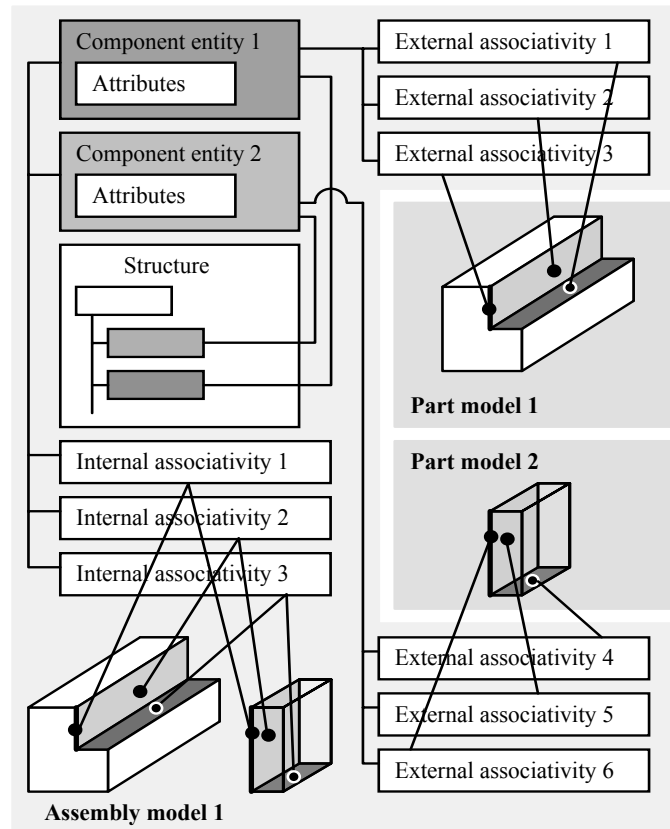 Component entity 1
Attributes
Component entity 2
Attributes
Structure
Internal associativity 1
Internal associativity 2
Internal associativity 3
Assembly model 1
External associativity 1
External associativity 2
External associativity 3
Part model 1
Part model 2
External associativity 4
External associativity 5
External associativity 6